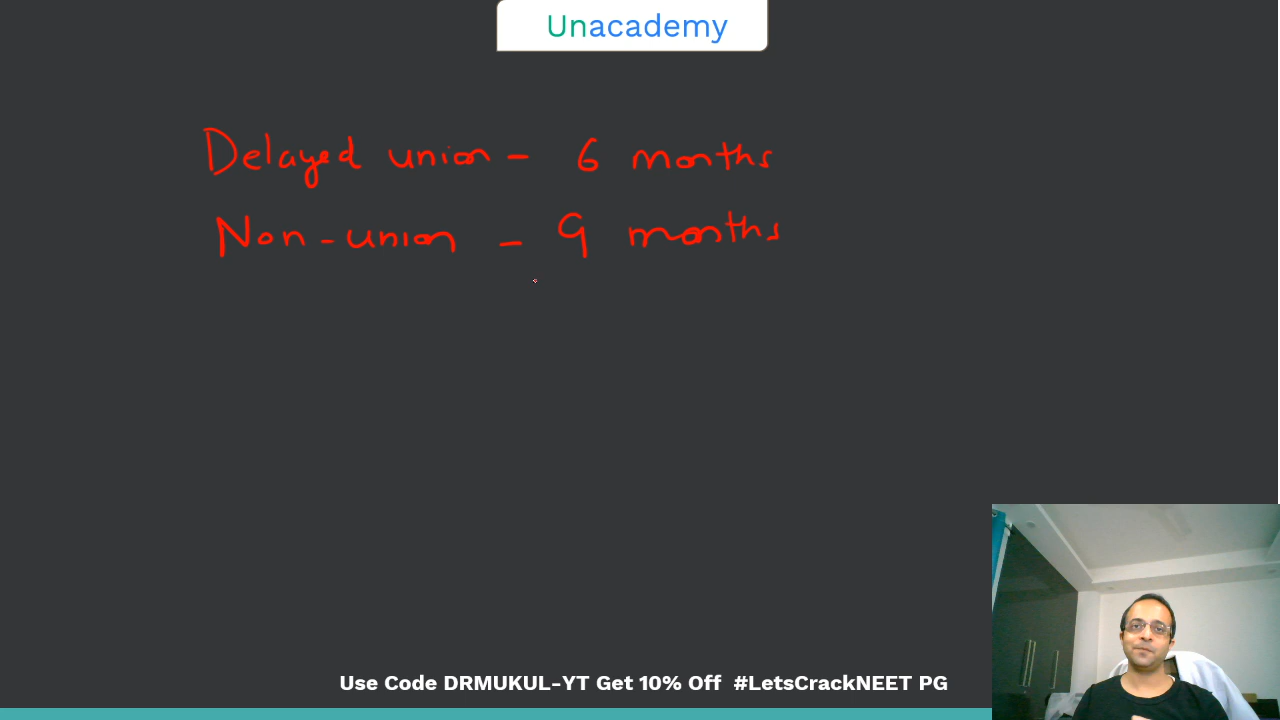 Unacademy
Delayed union - 6 months
Non-union - 9 months
Use Code DRMUKUL-YT Get 10% Off #LetsCrackNEET PG